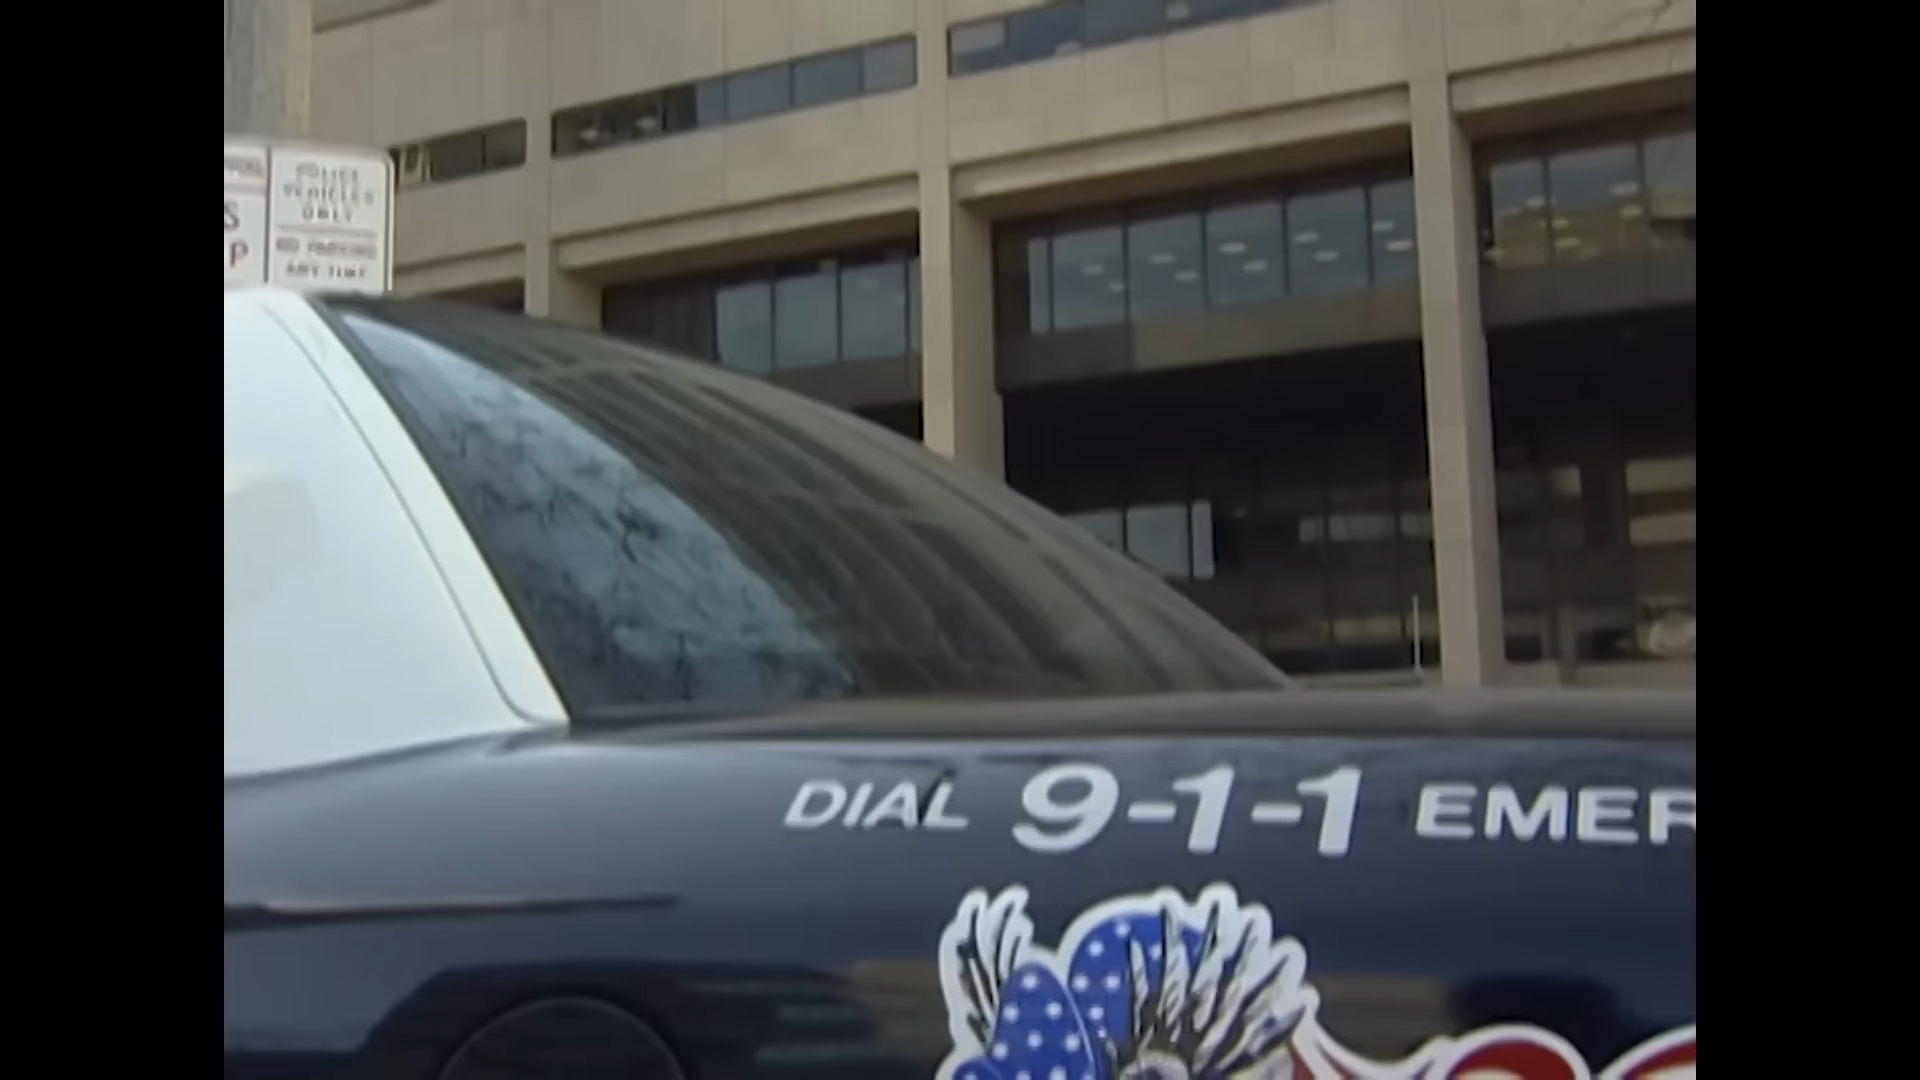 S
P
POLICE
VEHICLES
ONLY
NO PARKING
ANY TIME
DIAL 9-1-1 EMER